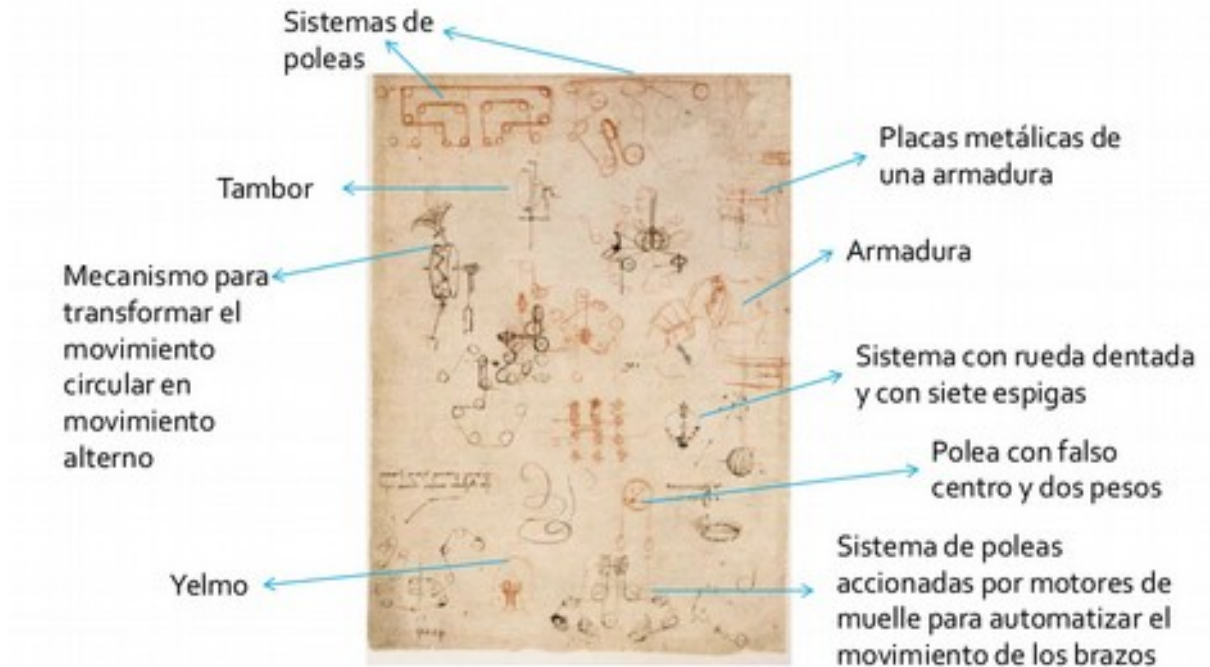 Sistemas de
poleas
Placas metálicas de
una armadura
Tambor
Armadura
Mecanismo para
transformar el
movimiento
circular en
movimiento
alterno
Sistema con rueda dentada
y con siete espigas
Polea con falso
centro y dos pesos
Yelmo
Sistema de poleas
accionadas por motores de
muelle para automatizar el
movimiento de los brazos